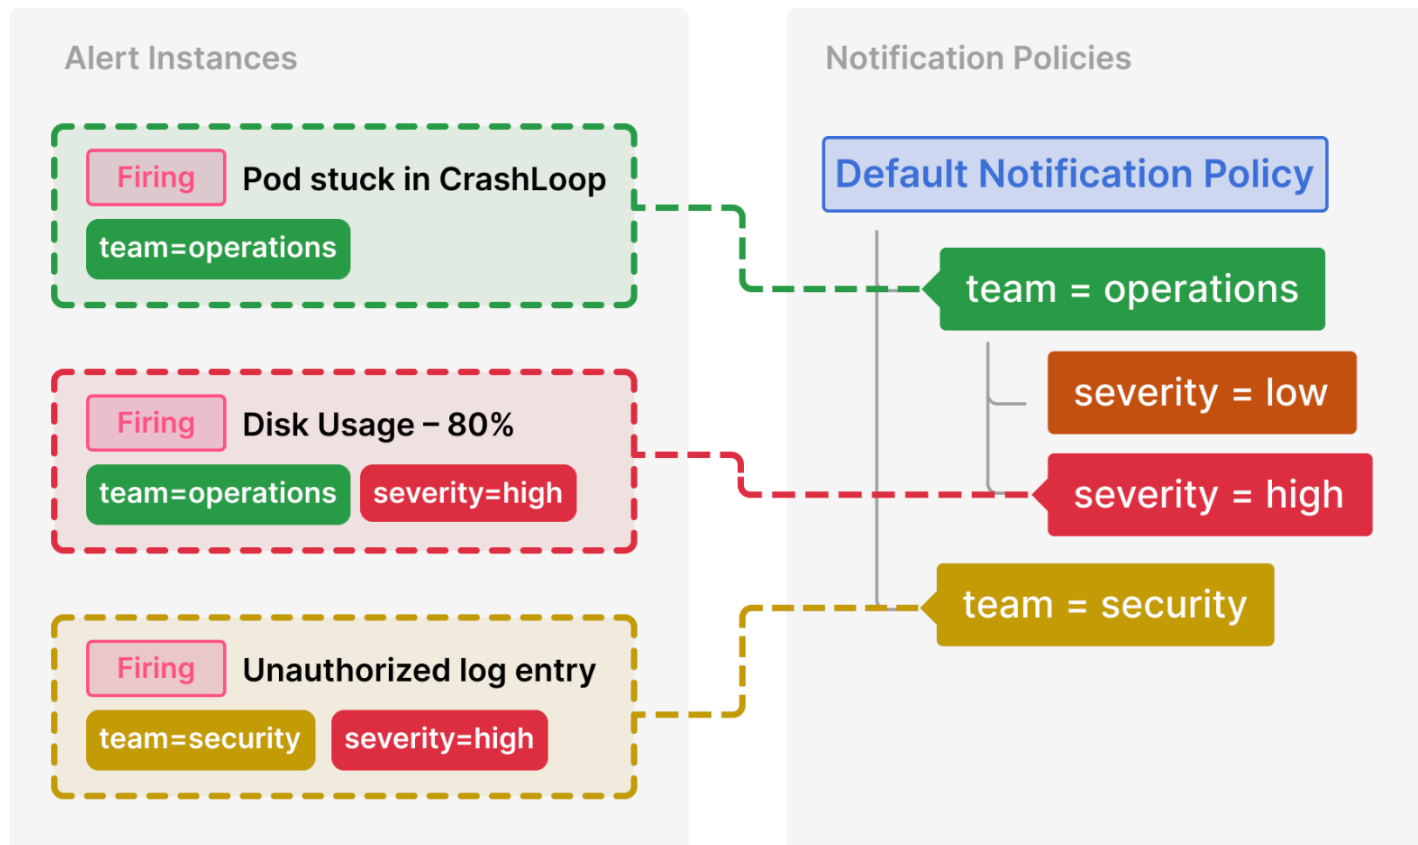 Alert Instances
Firing Pod stuck in CrashLoop
team=operations
Firing Disk Usage – 80%
team=operations severity=high
Firing Unauthorized log entry
team=security severity=high
Notification Policies
Default Notification Policy
team = operations
severity = low
severity = high
team = security